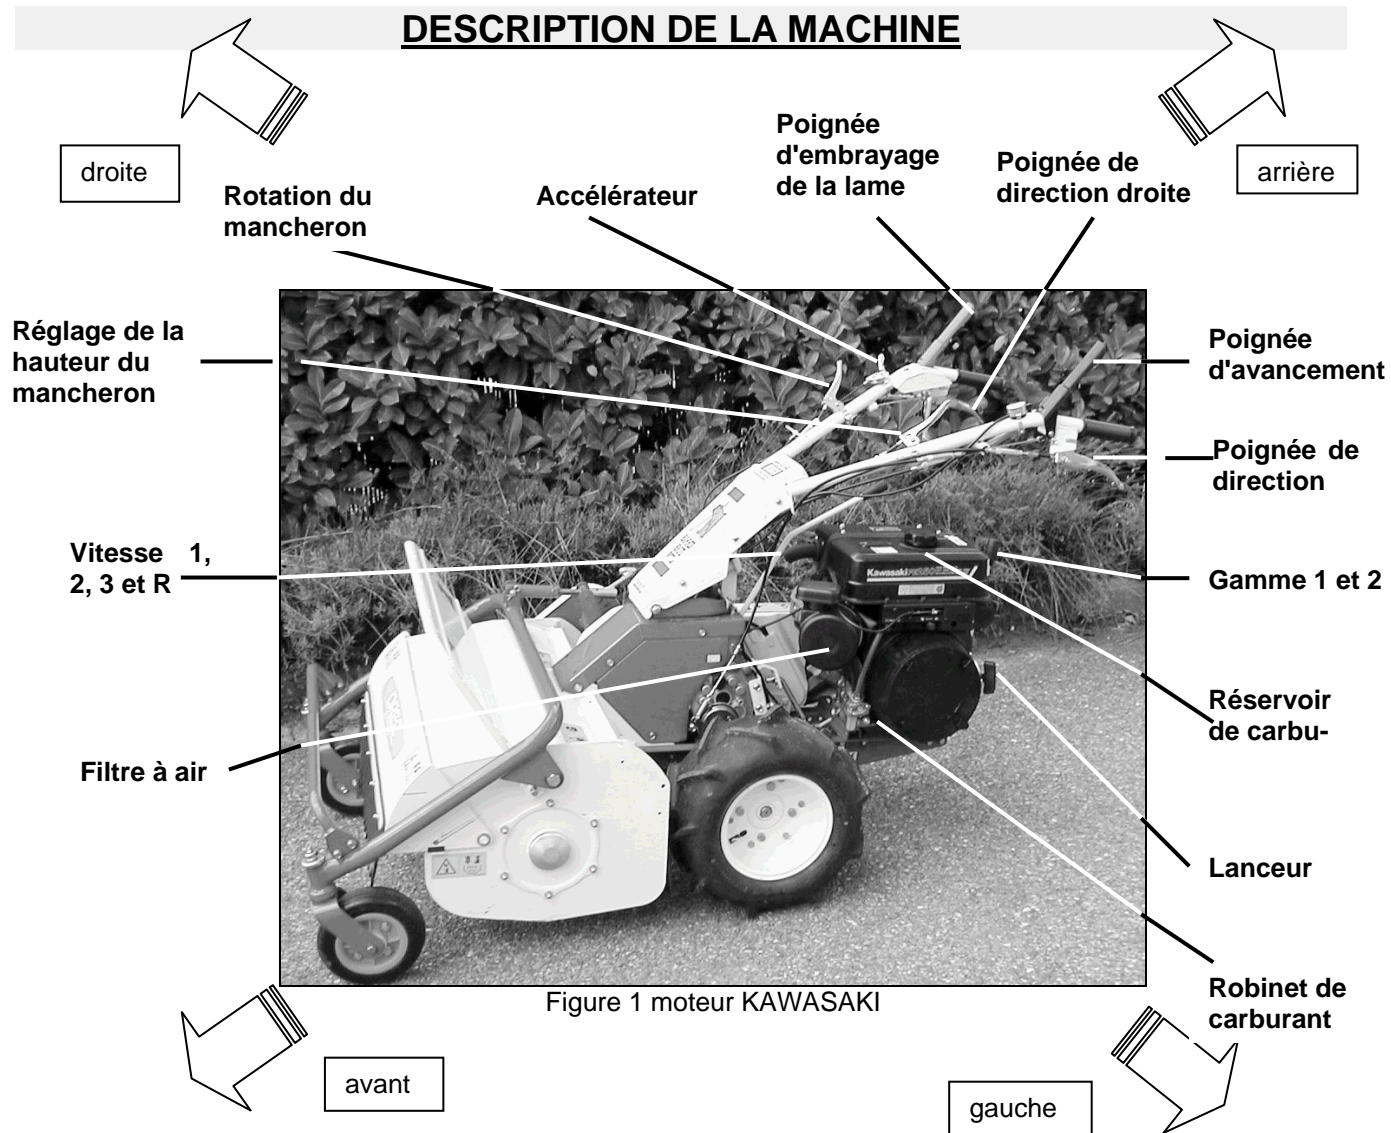 DESCRIPTION DE LA MACHINE
droite
arrière
Rotation du
mancheron
Accélérateur
Poignée
d'embrayage
de la lame
Poignée de
direction droite
Réglage de la
hauteur du
mancheron
Poignée
d'avancement
Poignée de
direction
Vitesse 1,
2, 3 et R
Kawasaki
Gamme 1 et 2
Réservoir
de carbu-
Filtre à air
Lanceur
Robinet de
carburant
Figure 1 moteur KAWASAKI
avant
gauche